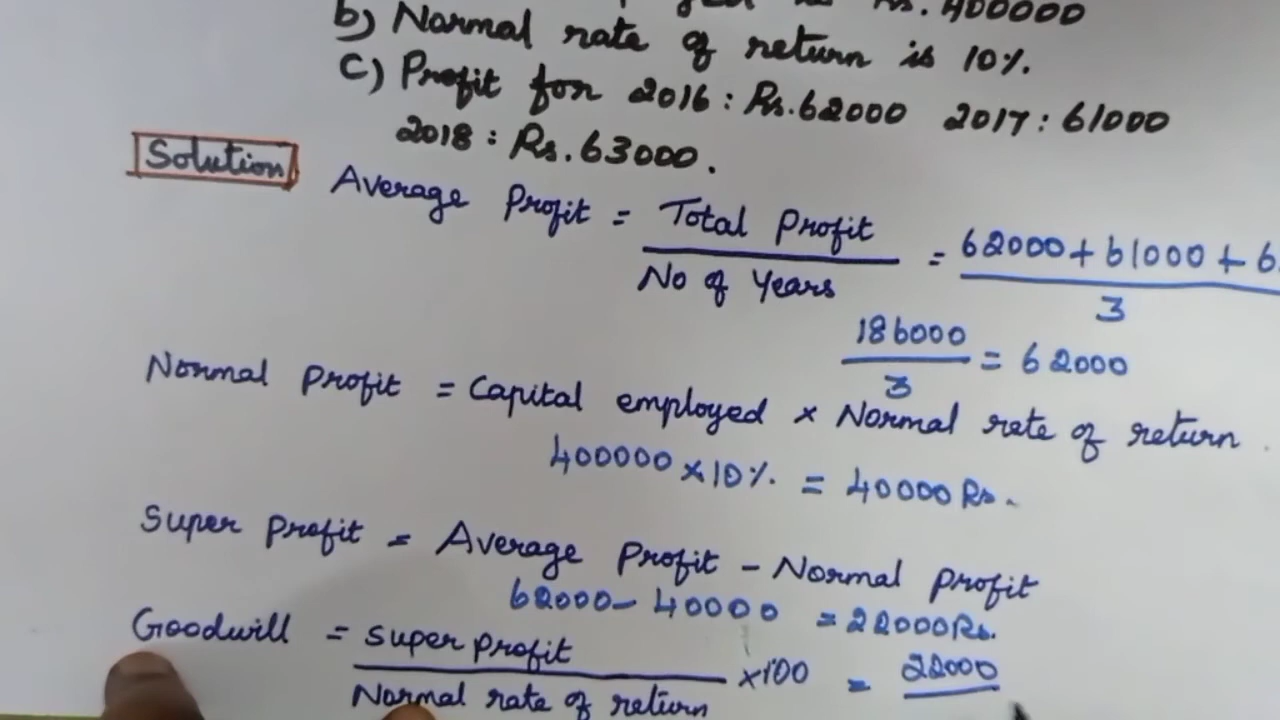 Rs. 400000
b) Normal rate of return is 10%.
c) Profit for 2016 : Rs.62000 2017 : 61000
2018 : Rs.63000.
Solution
Average Profit = Total Profit = 62000 + 61000 + 6
No of Years 3
186000 = 62000
3
Normal Profit = Capital employed × Normal rate of return
400000 × 10% = 40000 Rs.
Super Profit = Average Profit - Normal Profit
62000 - 40000 = 22000 Rs.
Goodwill = Super Profit ×100 = 22000
Normal rate of return